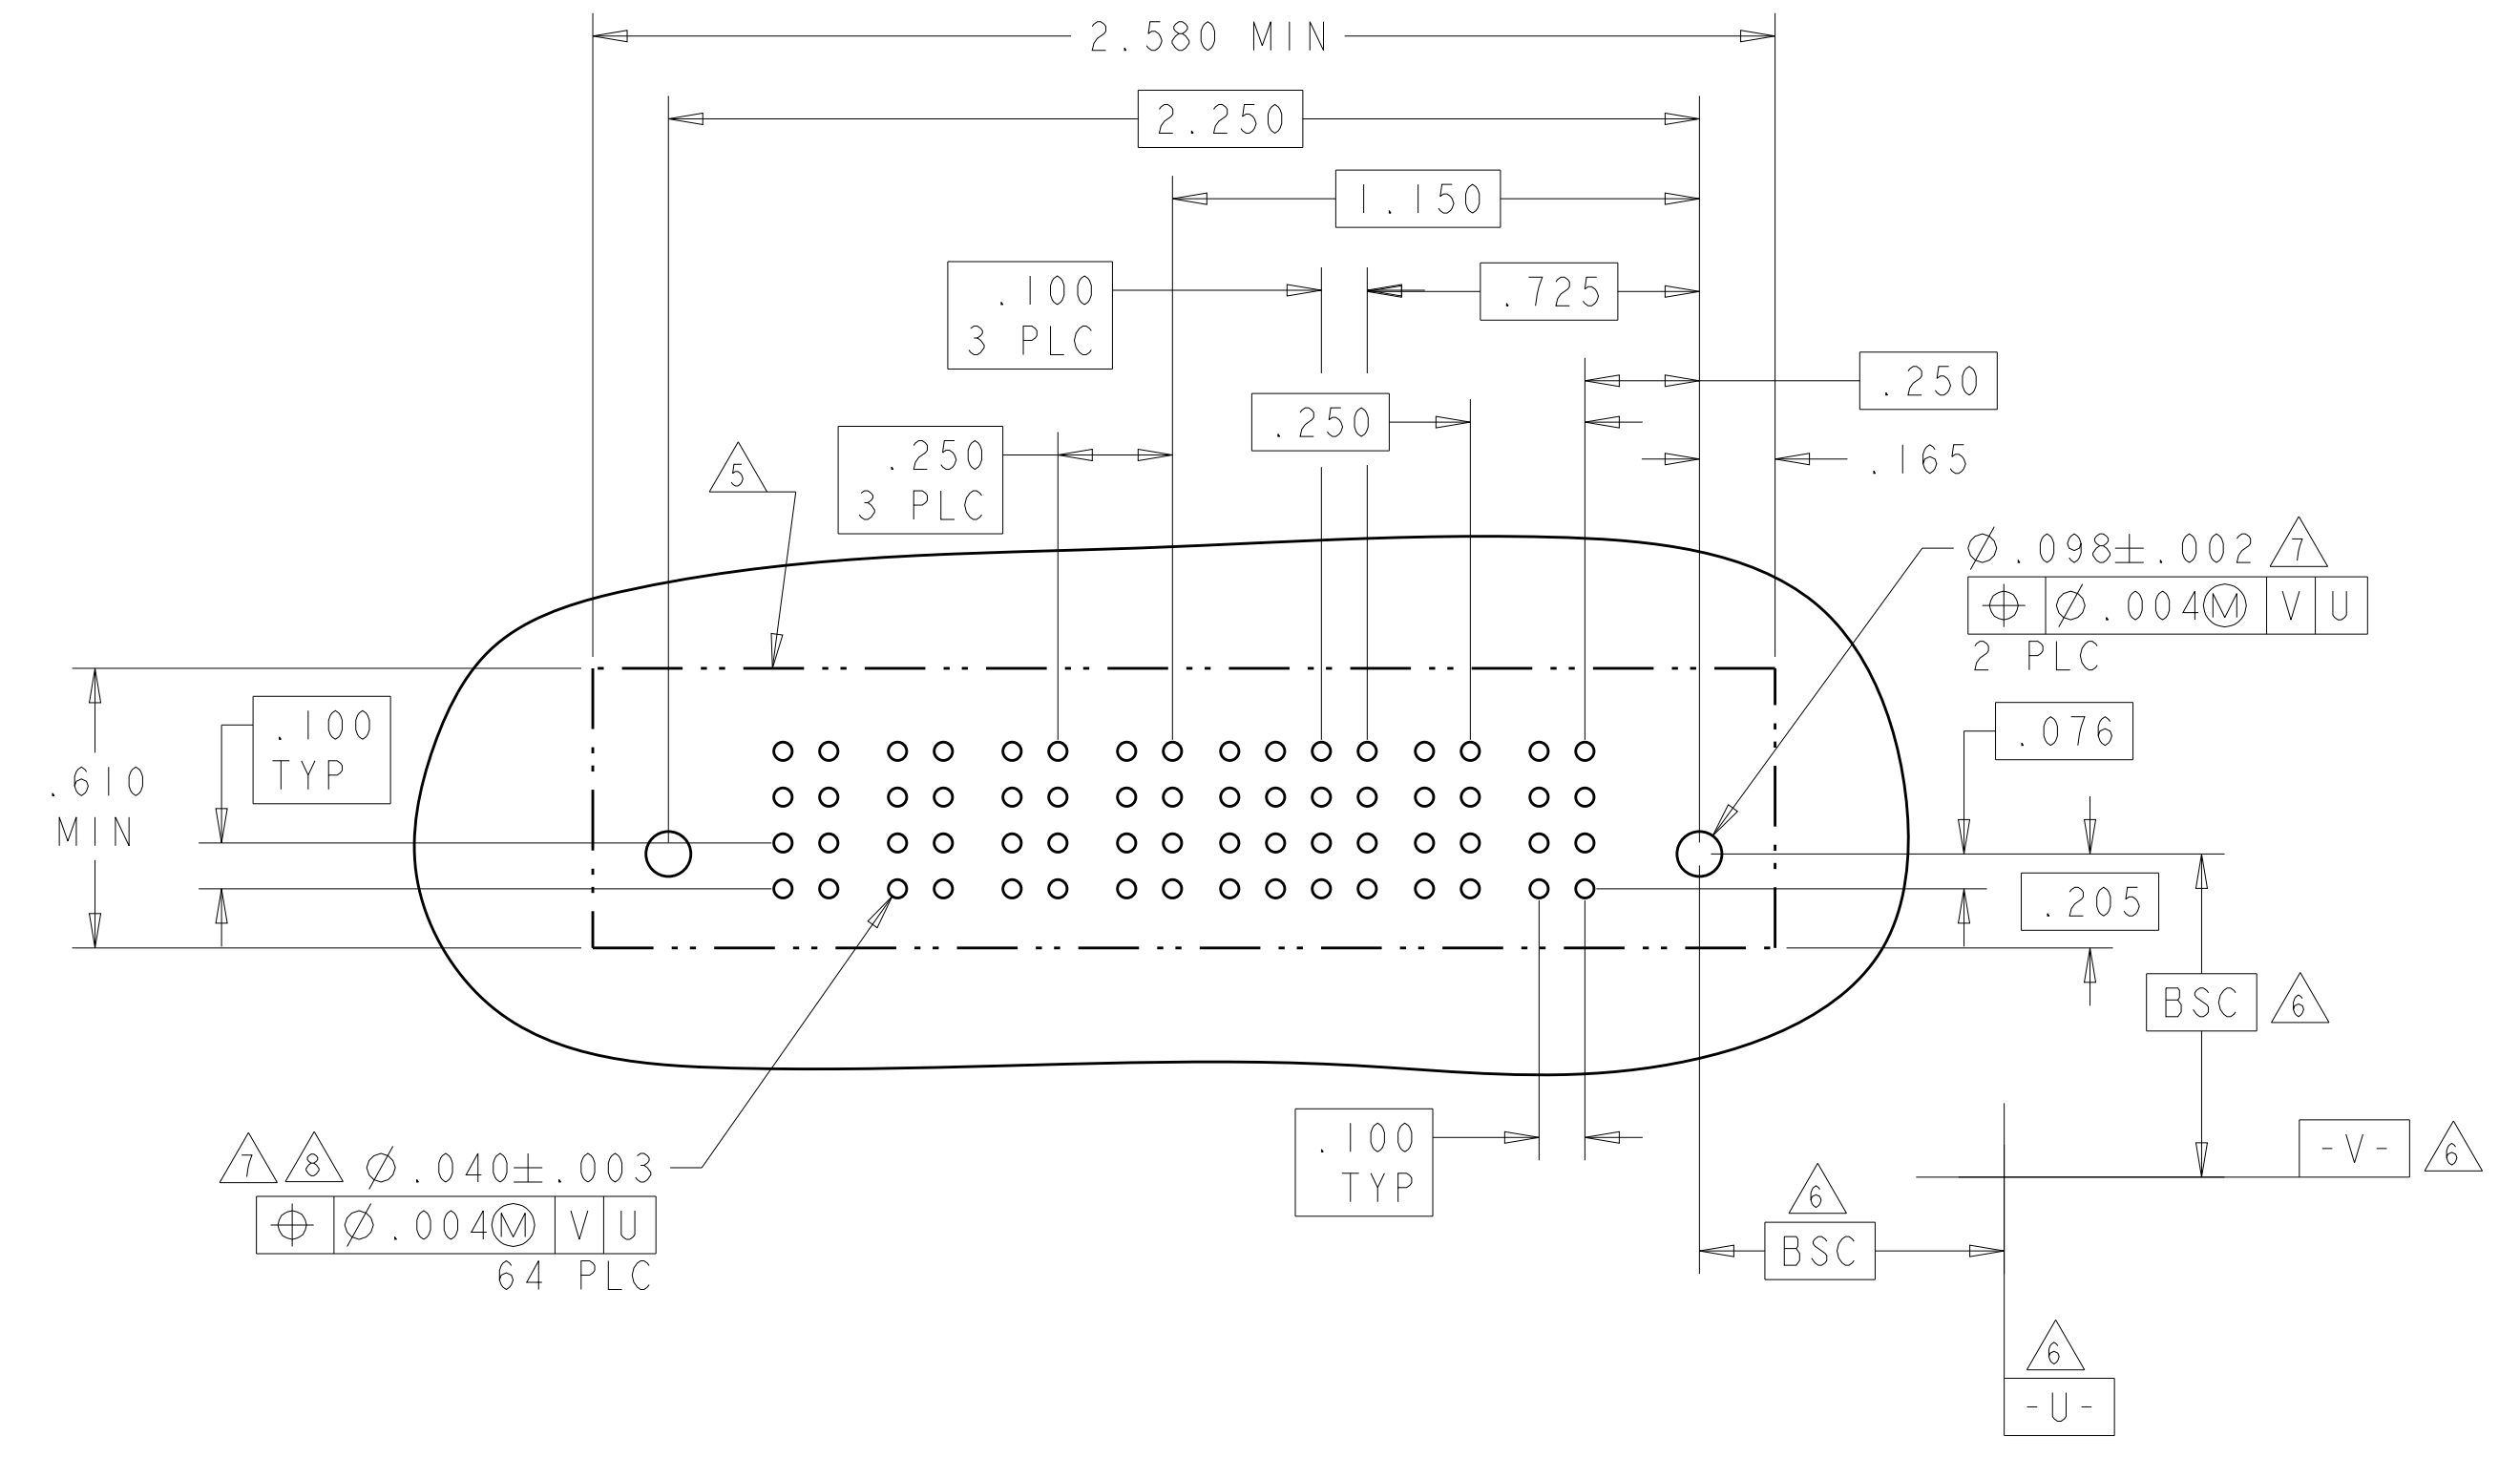 2.580 MIN
2.250
1.150
.100
3 PLC
.725
.250
.250
.250
3 PLC
.165
5
Ø.098±.002 7
⌖ Ø.004Ⓜ V U
2 PLC
.100
TYP
.076
.610
MIN
.205
BSC 6
-V- 6
.100
TYP
7 8 Ø.040±.003
⌖ Ø.004Ⓜ V U
64 PLC
6
BSC
6
-U-